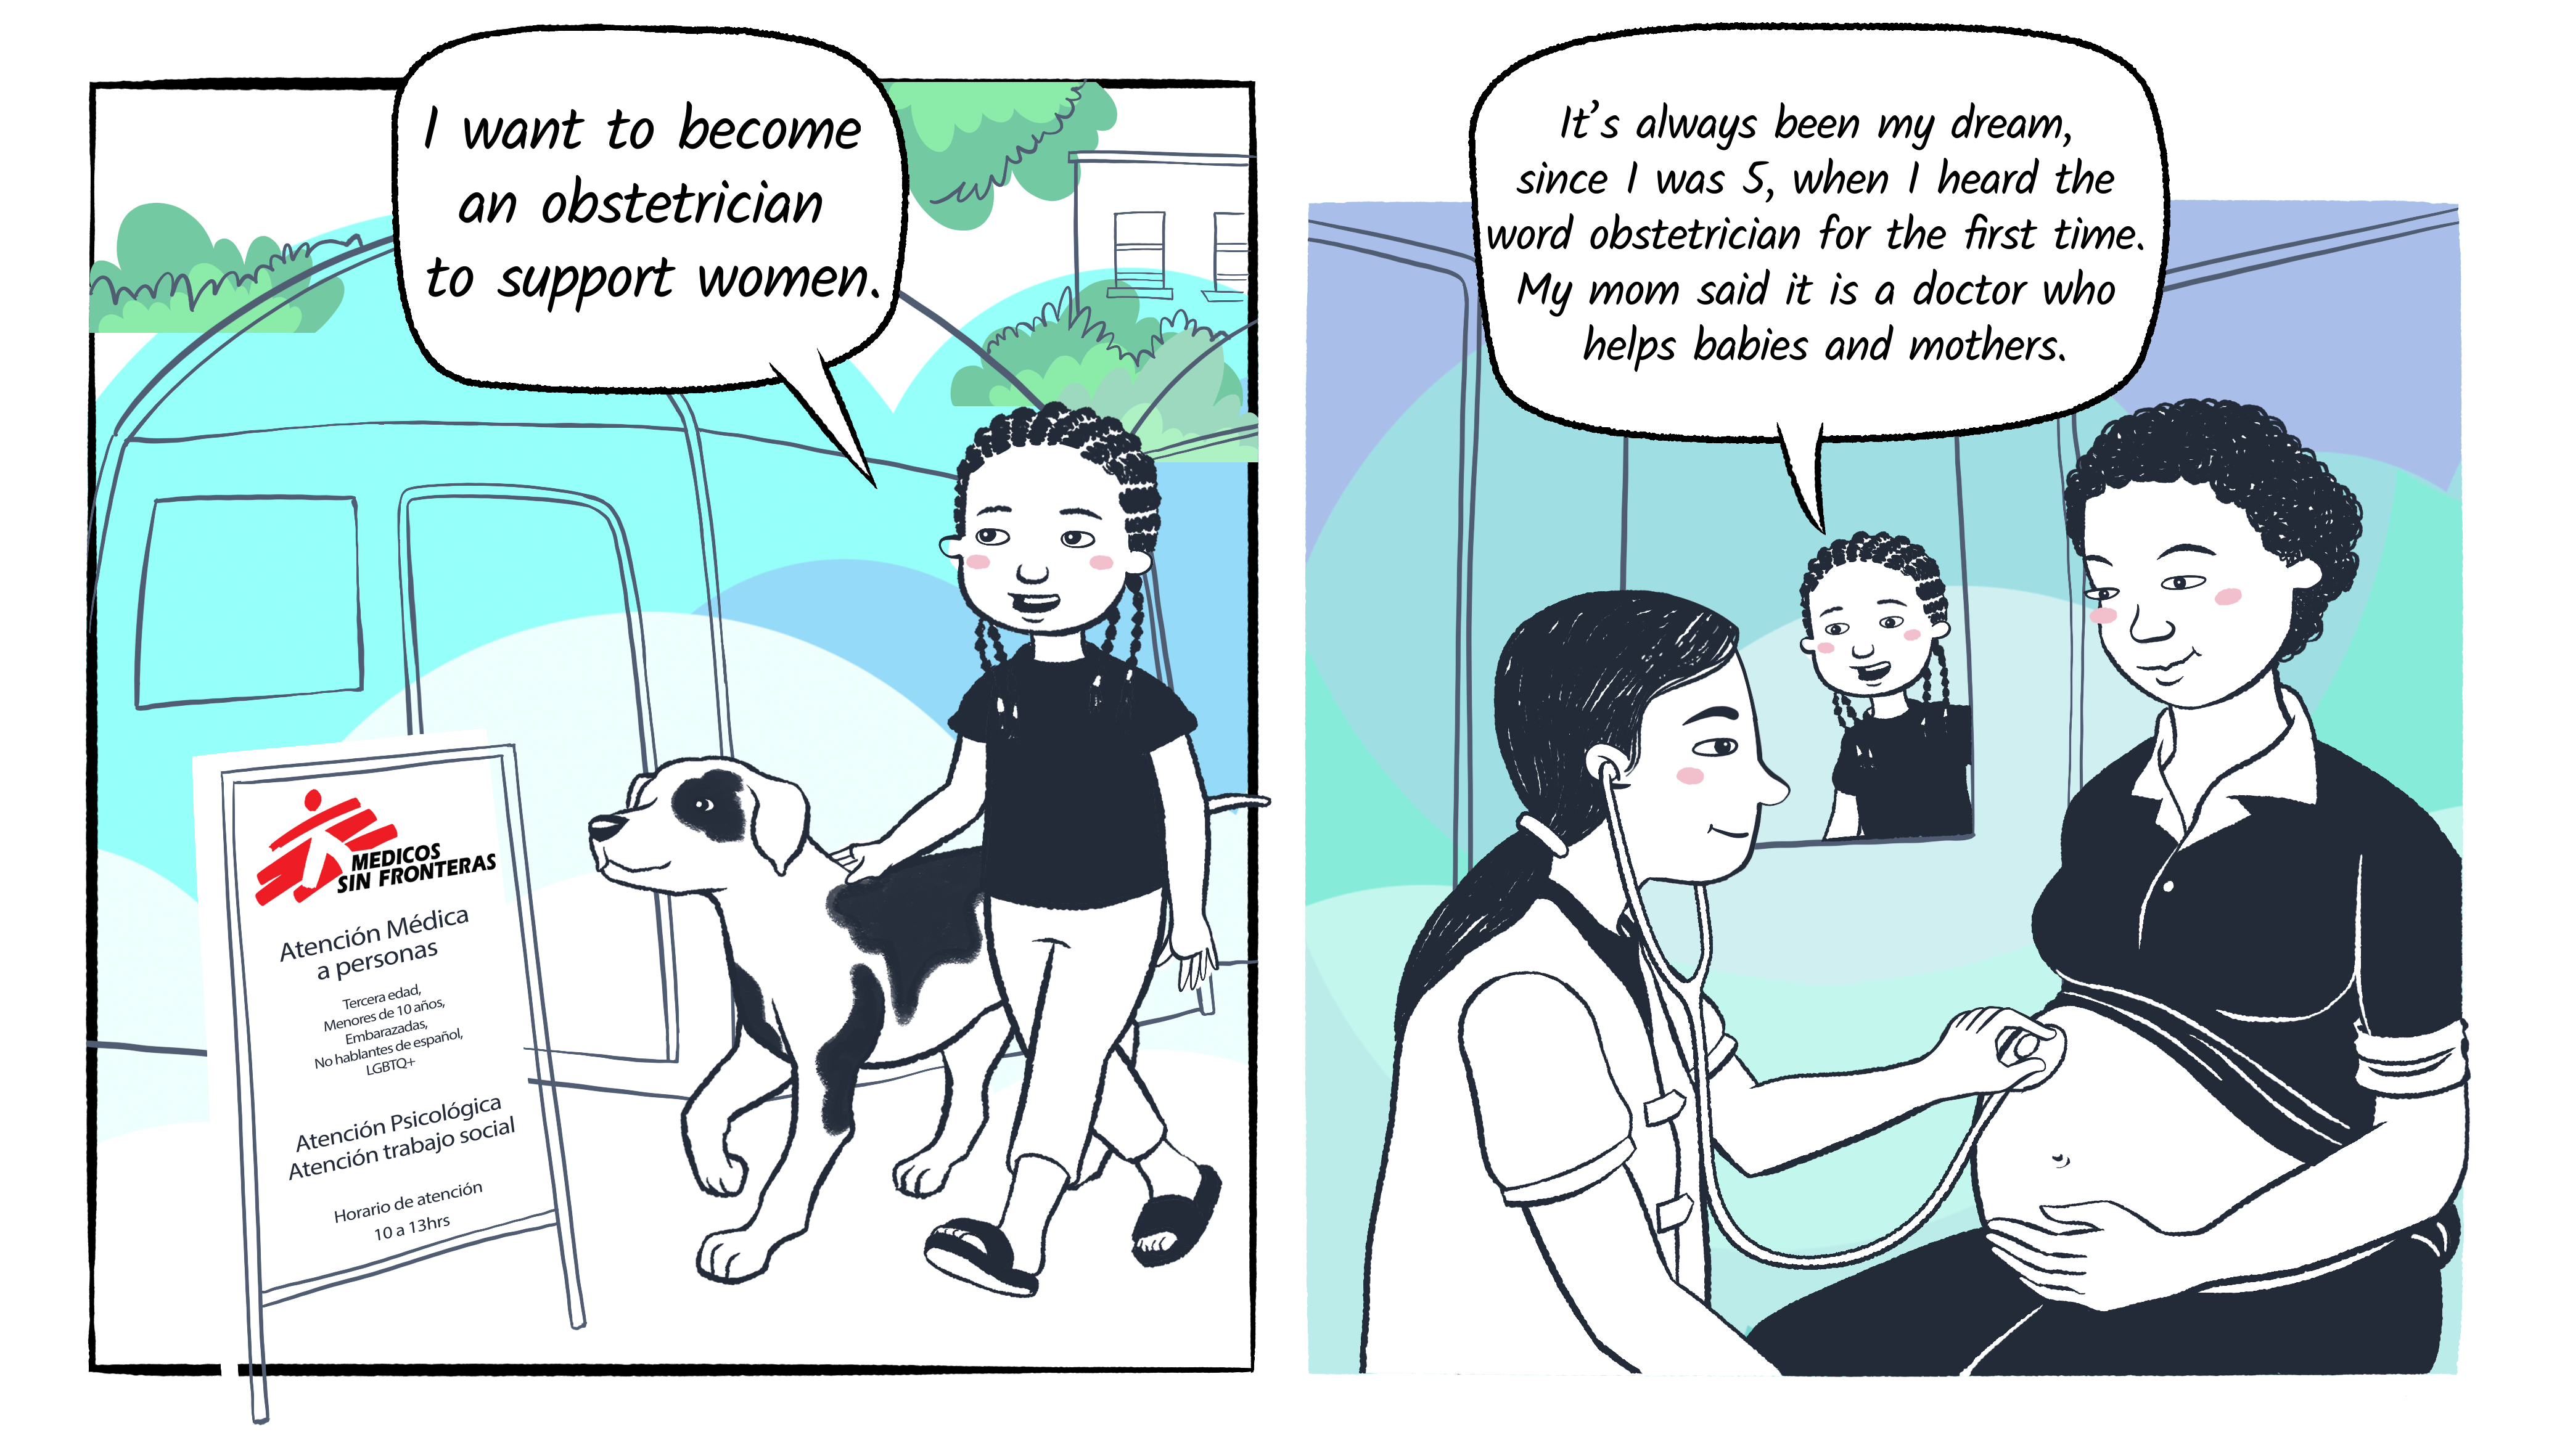 I want to become
an obstetrician
to support women.
MEDICOS
SIN FRONTERAS
Atención Médica
a personas
Tercera edad,
Menores de 10 años,
Embarazadas,
No hablantes de español,
LGBTQ+
Atención Psicológica
Atención trabajo social
Horario de atención
10 a 13hrs
It's always been my dream,
since I was 5, when I heard the
word obstetrician for the first time.
My mom said it is a doctor who
helps babies and mothers.